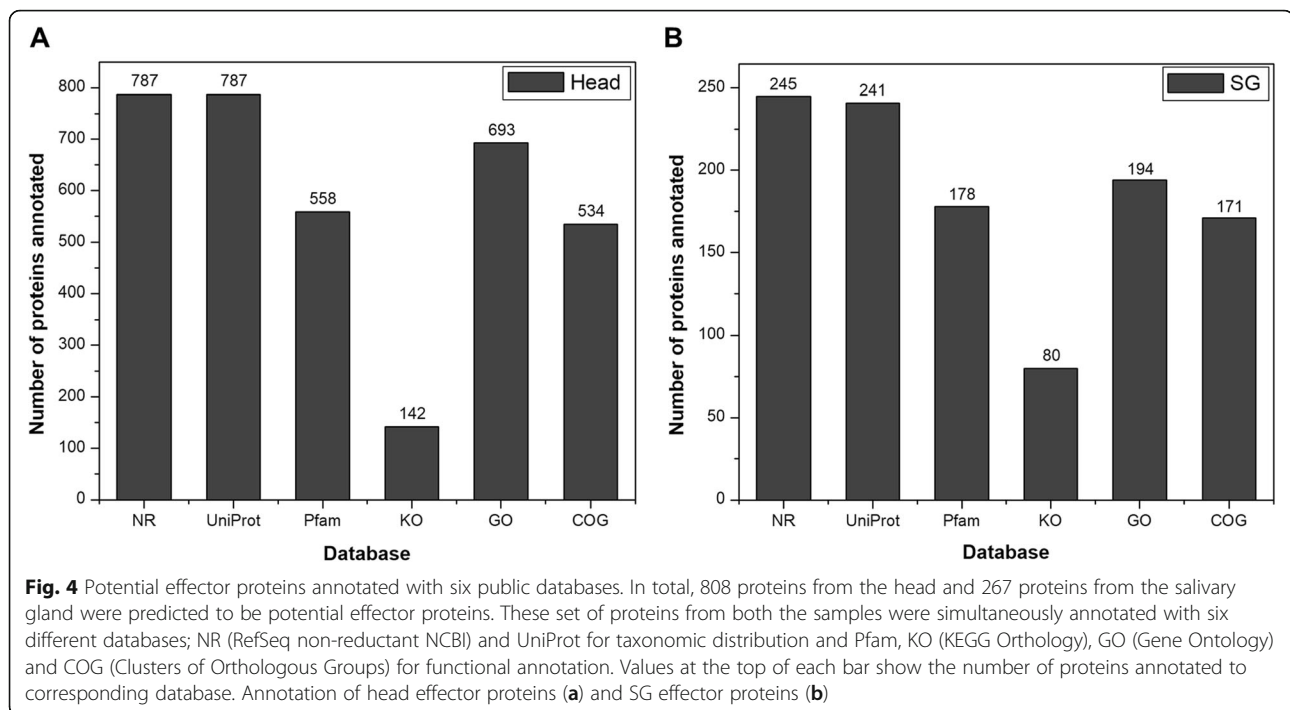 A
Head
787
787
558
142
693
534
800
700
600
500
400
300
200
100
0
Number of proteins annotated
NR UniProt Pfam KO GO COG
Database
B
SG
245
241
178
80
194
171
250
200
150
100
50
0
Number of proteins annotated
NR UniProt Pfam KO GO COG
Database
Fig. 4 Potential effector proteins annotated with six public databases. In total, 808 proteins from the head and 267 proteins from the salivary
gland were predicted to be potential effector proteins. These set of proteins from both the samples were simultaneously annotated with six
different databases; NR (RefSeq non-reductant NCBI) and UniProt for taxonomic distribution and Pfam, KO (KEGG Orthology), GO (Gene Ontology)
and COG (Clusters of Orthologous Groups) for functional annotation. Values at the top of each bar show the number of proteins annotated to
corresponding database. Annotation of head effector proteins (a) and SG effector proteins (b)